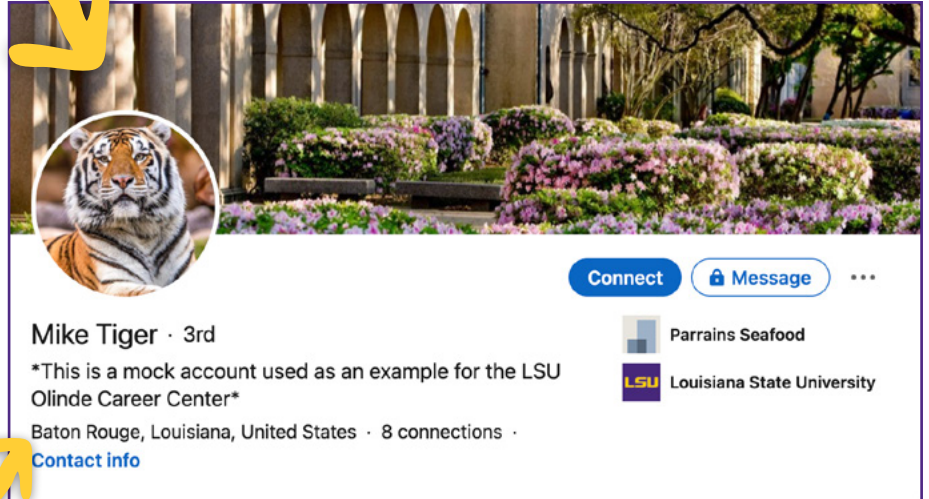 Connect
Message
Mike Tiger · 3rd
Parrains Seafood
*This is a mock account used as an example for the LSU
Olinde Career Center*
LSU
Louisiana State University
Baton Rouge, Louisiana, United States · 8 connections ·
Contact info